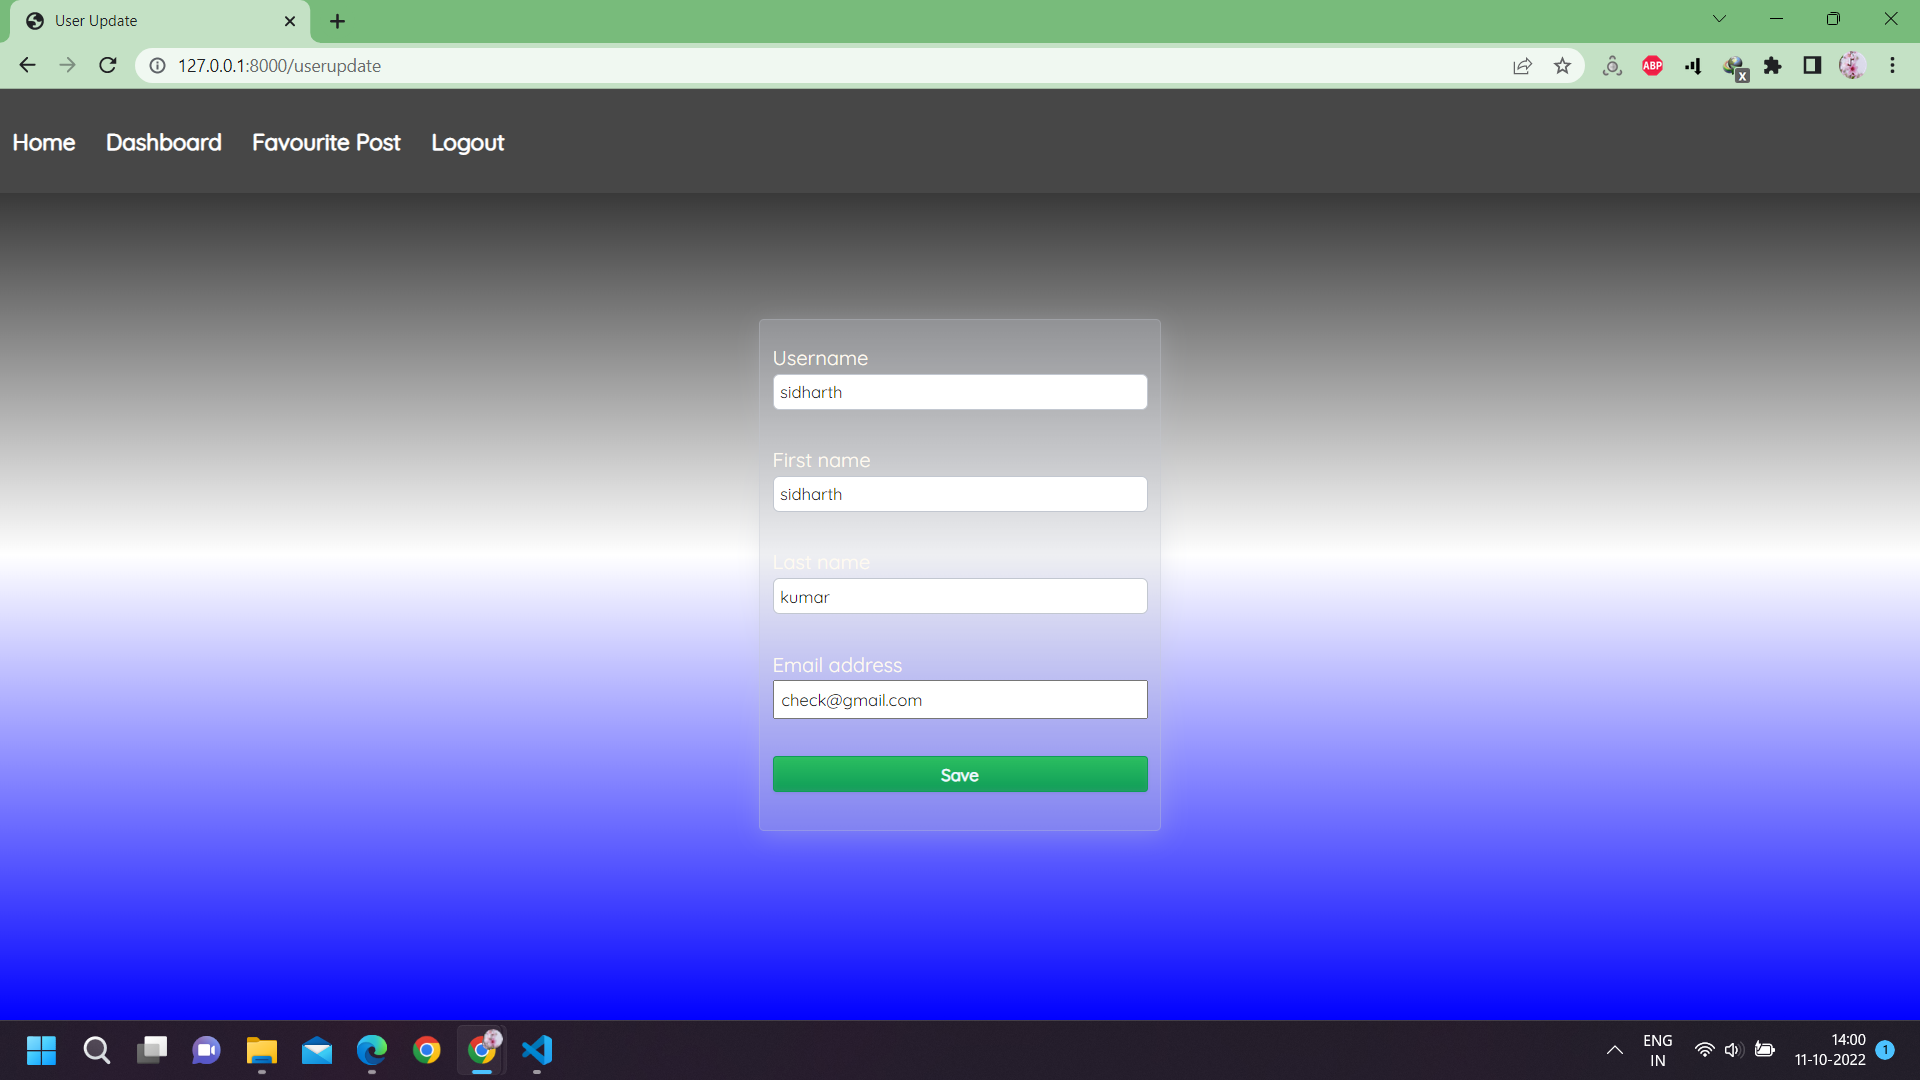 User Update
127.0.0.1:8000/userupdate
ABP
X
Home Dashboard Favourite Post Logout
Username
sidharth
First name
sidharth
Last name
kumar
Email address
check@gmail.com
Save
ENG
IN
14:00
11-10-2022
1